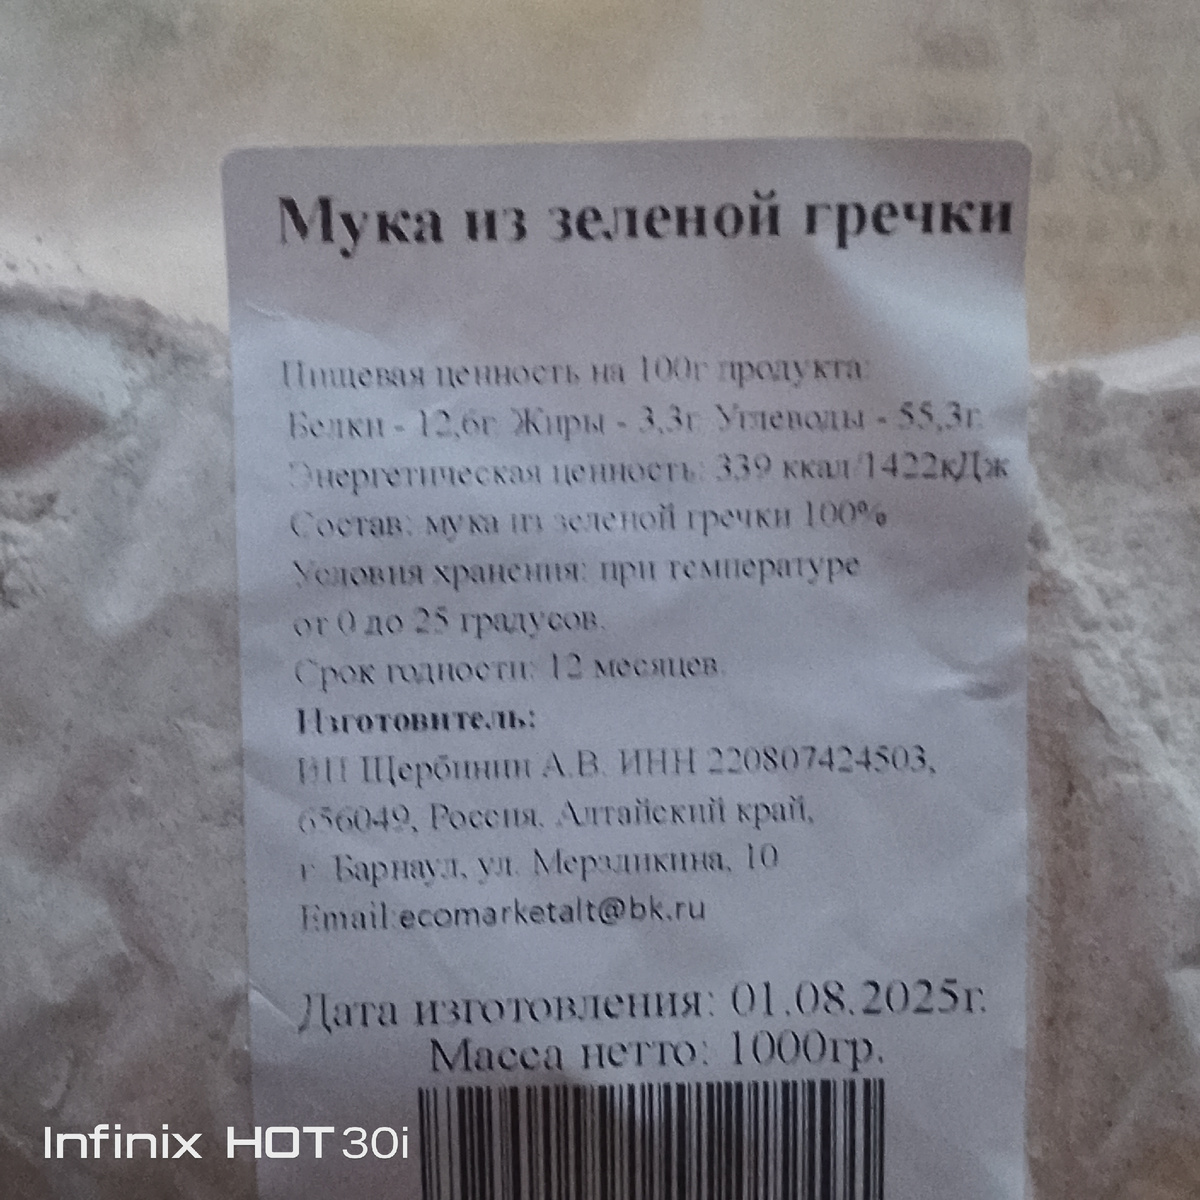 Мука из зеленой гречки
Пищевая ценность на 100г продукта:
Белки - 12,6г. Жиры - 3,3г. Углеводы - 55,3г.
Энергетическая ценность: 339 ккал/1422кДж
Состав: мука из зеленой гречки 100%
Условия хранения: при температуре
от 0 до 25 градусов.
Срок годности: 12 месяцев.
Изготовитель:
ИП Щербинин А.В. ИНН 220807424503,
656049, Россия, Алтайский край,
г. Барнаул, ул. Мерзликина, 10
Email:ecomarketalt@bk.ru
Дата изготовления: 01.08.2025г.
Масса нетто: 1000гр.
Infinix HOT 30i